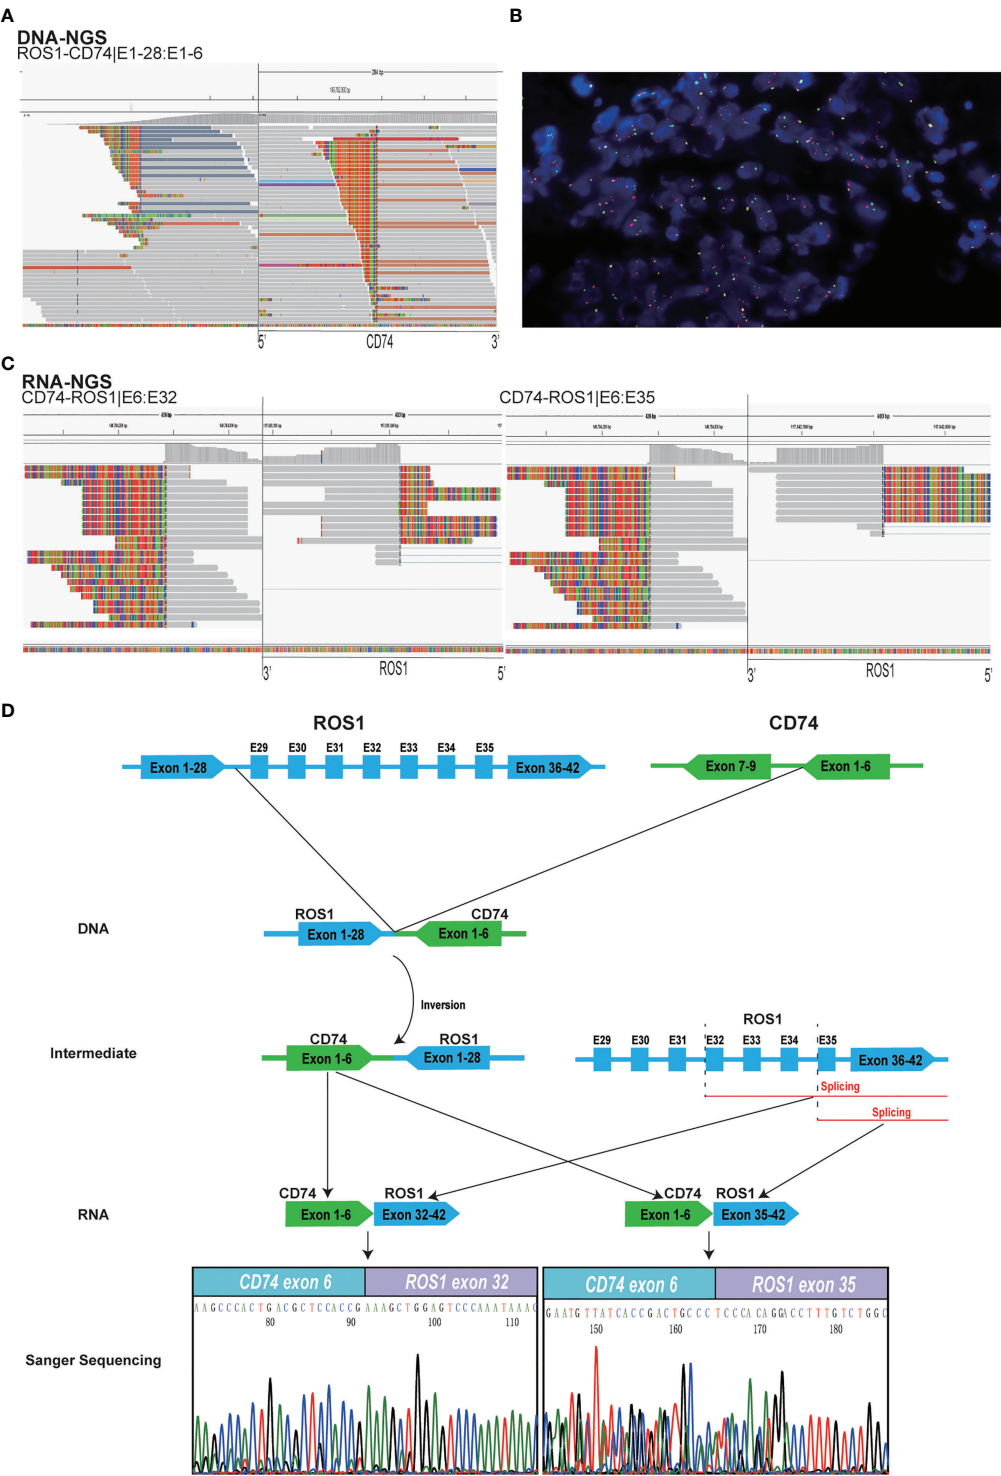 A
DNA-NGS
ROSI-CD74|E1-28:E1-6
5'
CD74
3'
B
C
RNA-NGS
CD74-ROS1|E6:E32
3'
ROS1
5'
CD74-ROS1|E6:E35
3'
ROS1
5'
D
ROS1
CD74
Exon 1-28
E29
E30
E31
E32
E33
E34
E35
Exon 36-42
Exon 7-9
Exon 1-6
DNA
ROS1
CD74
Exon 1-28
Exon 1-6
Inversion
Intermediate
CD74
ROS1
Exon 1-6
Exon 1-28
ROS1
E29
E30
E31
E32
E33
E34
E35
Exon 36-42
Splicing
Splicing
RNA
CD74
ROS1
Exon 1-6
Exon 32-42
CD74
ROS1
Exon 1-6
Exon 35-42
Sanger Sequencing
CD74 exon 6
ROS1 exon 32
AAGCCCACTGACGCTCCACCGAAAGCTGGAGTCCCAAATAAAC
80
90
100
110
CD74 exon 6
ROS1 exon 35
GAATGTTATCACCGACTGCCCTCCCACAGGACCTTTGTCTGGC
150
160
170
180